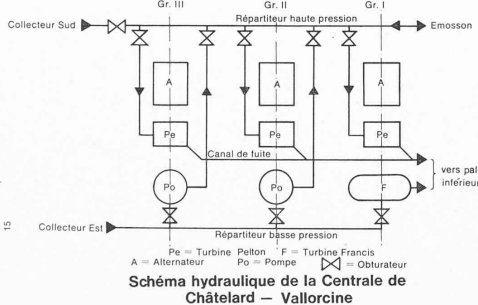 Gr. III
Gr. II
Gr. I
Répartiteur haute pression
Collecteur Sud
Emosson
A
A
A
Pe
Pe
Pe
Canal de fuite
vers pal
inférieur
Po
Po
F
15
Collecteur Est
Répartiteur basse pression
Pe = Turbine Pelton F = Turbine Francis
A = Alternateur Po = Pompe = Obturateur
Schéma hydraulique de la Centrale de
Châtelard — Vallorcine